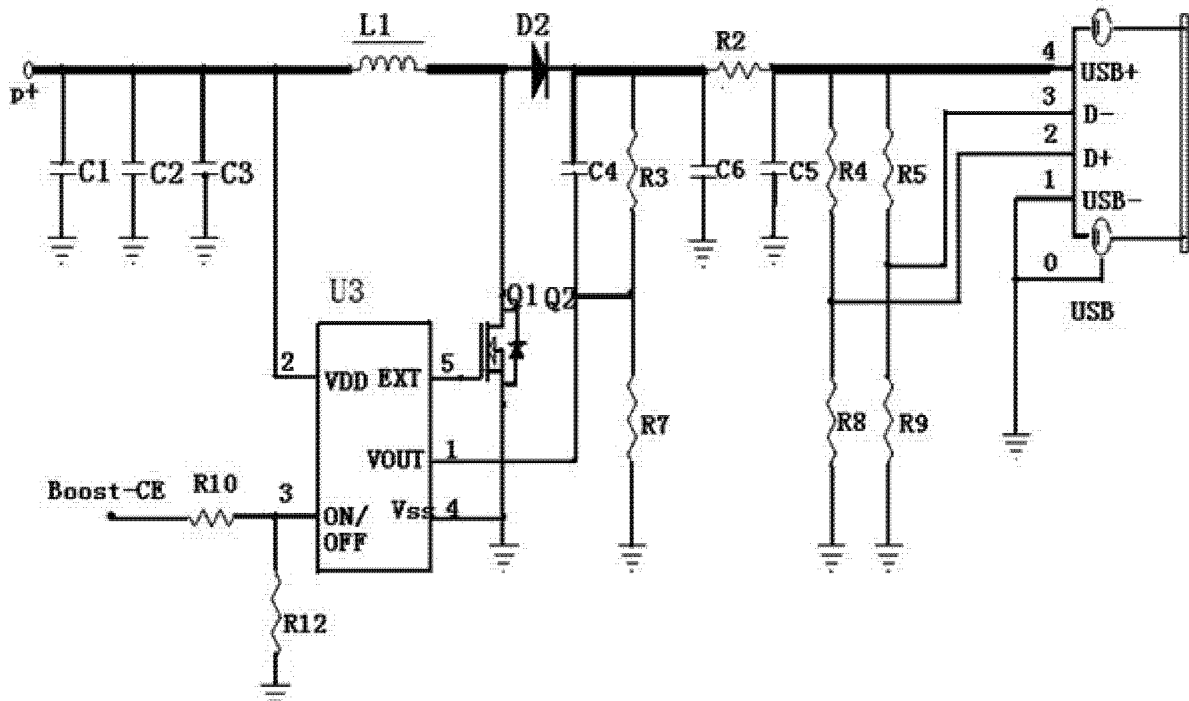 L1
D2
R2
4
USB+
p+
3
D-
C1
C2
C3
C4
R3
C6
C5
R4
R5
2
D+
1
USB-
0
USB
U3
Q1
Q2
2
VDD
EXT
5
R7
R8
R9
VOUT
1
Boost-CE
R10
3
ON/
OFF
Vss
4
R12